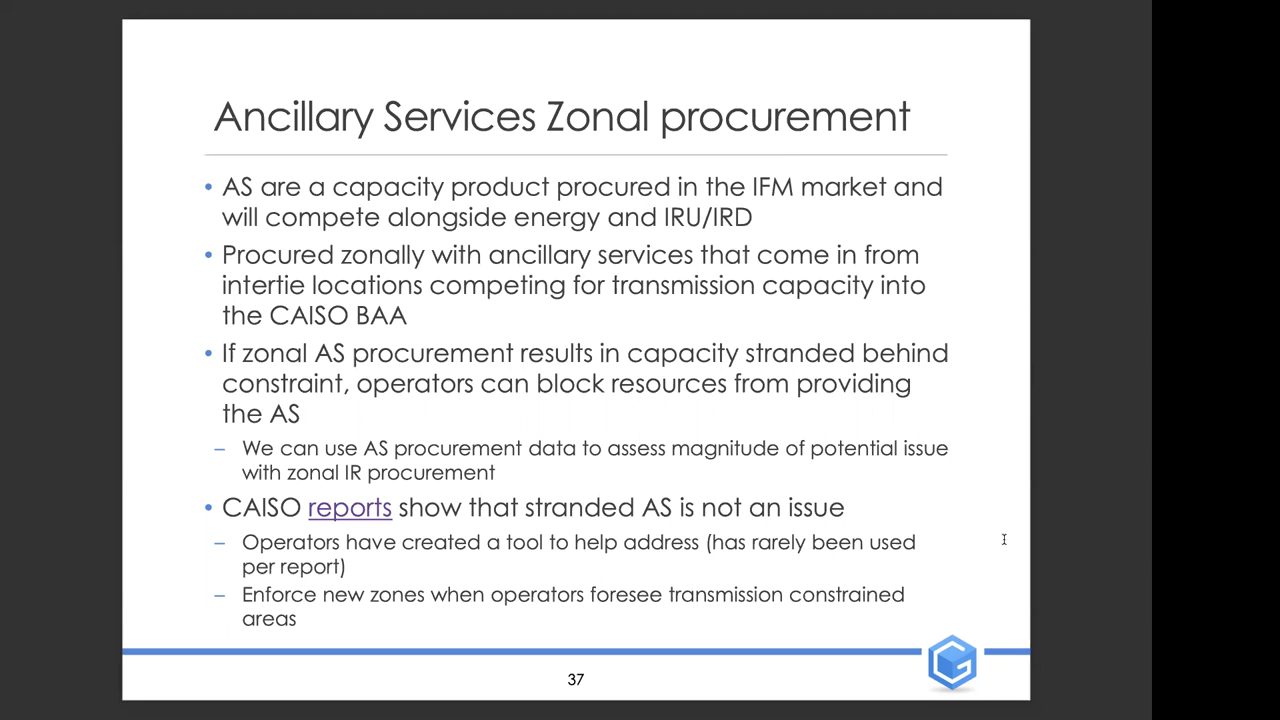 Ancillary Services Zonal procurement
• AS are a capacity product procured in the IFM market and
will compete alongside energy and IRU/IRD
• Procured zonally with ancillary services that come in from
intertie locations competing for transmission capacity into
the CAISO BAA
• If zonal AS procurement results in capacity stranded behind
constraint, operators can block resources from providing
the AS
– We can use AS procurement data to assess magnitude of potential issue
with zonal IR procurement
• CAISO reports show that stranded AS is not an issue
– Operators have created a tool to help address (has rarely been used
per report)
– Enforce new zones when operators foresee transmission constrained
areas
37